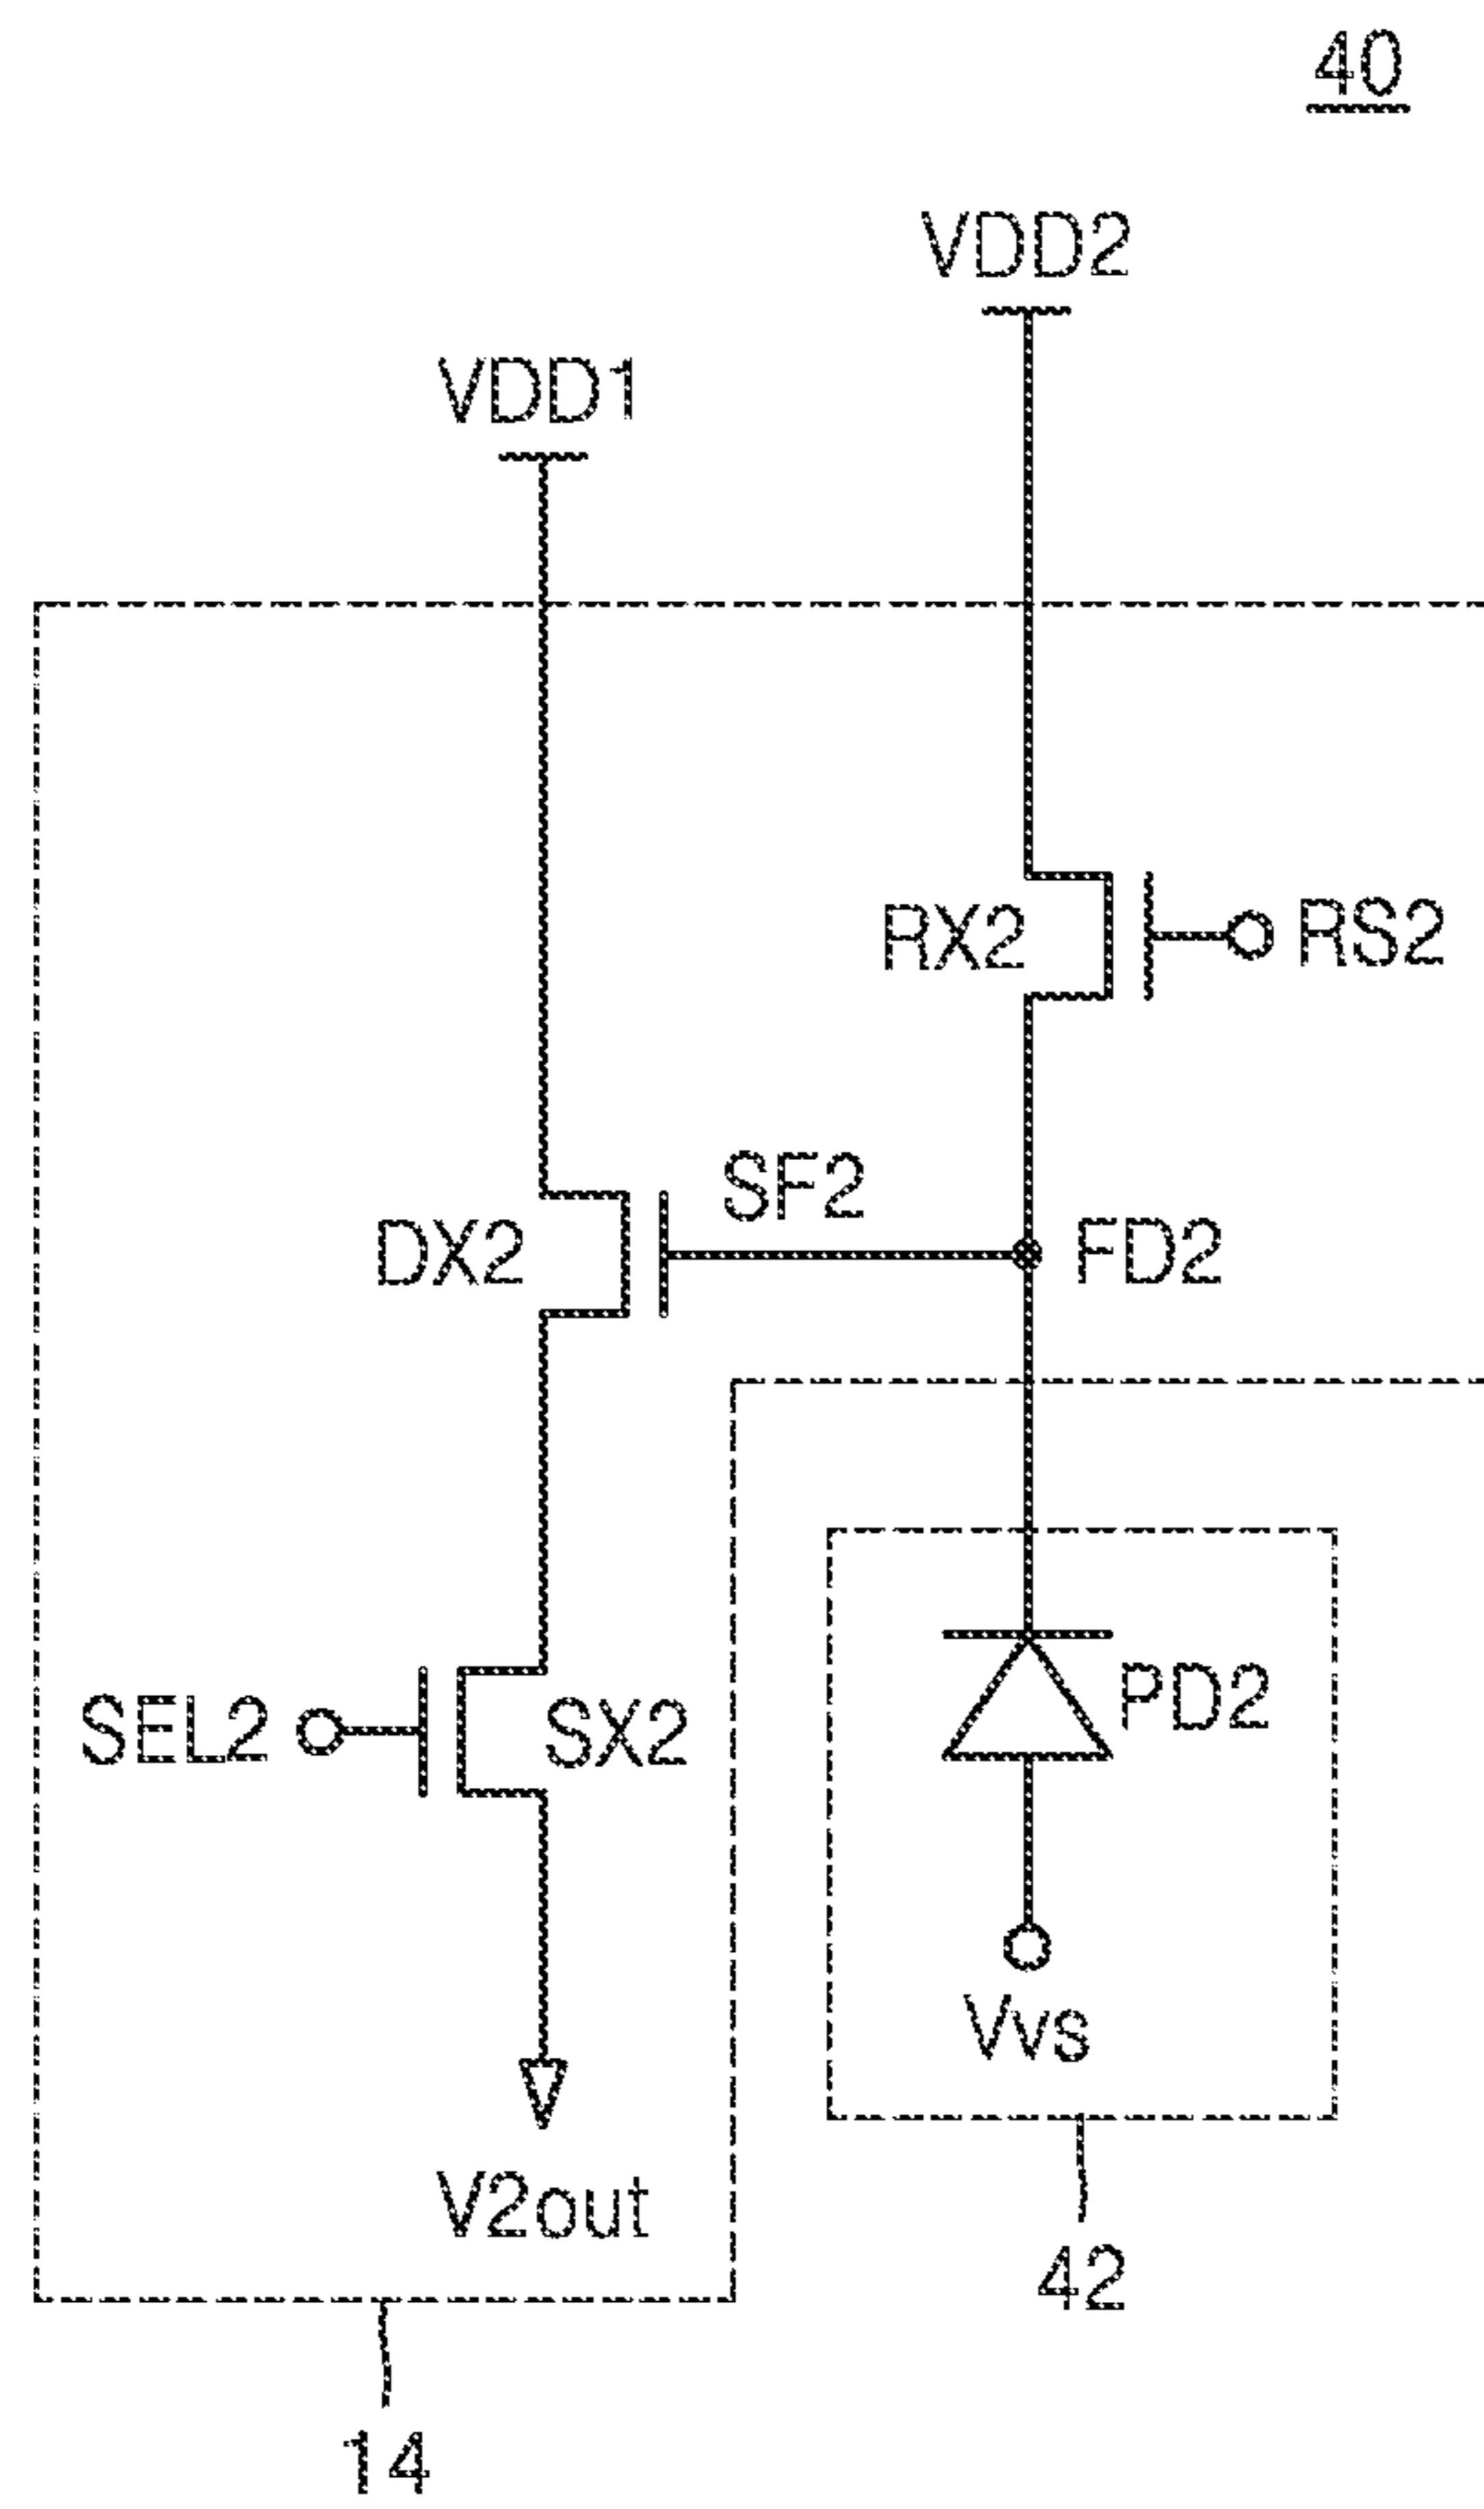 40
VDD2
VDD1
RX2
RS2
SF2
DX2
FD2
PD2
SEL2
SX2
Vvs
V2out
42
14